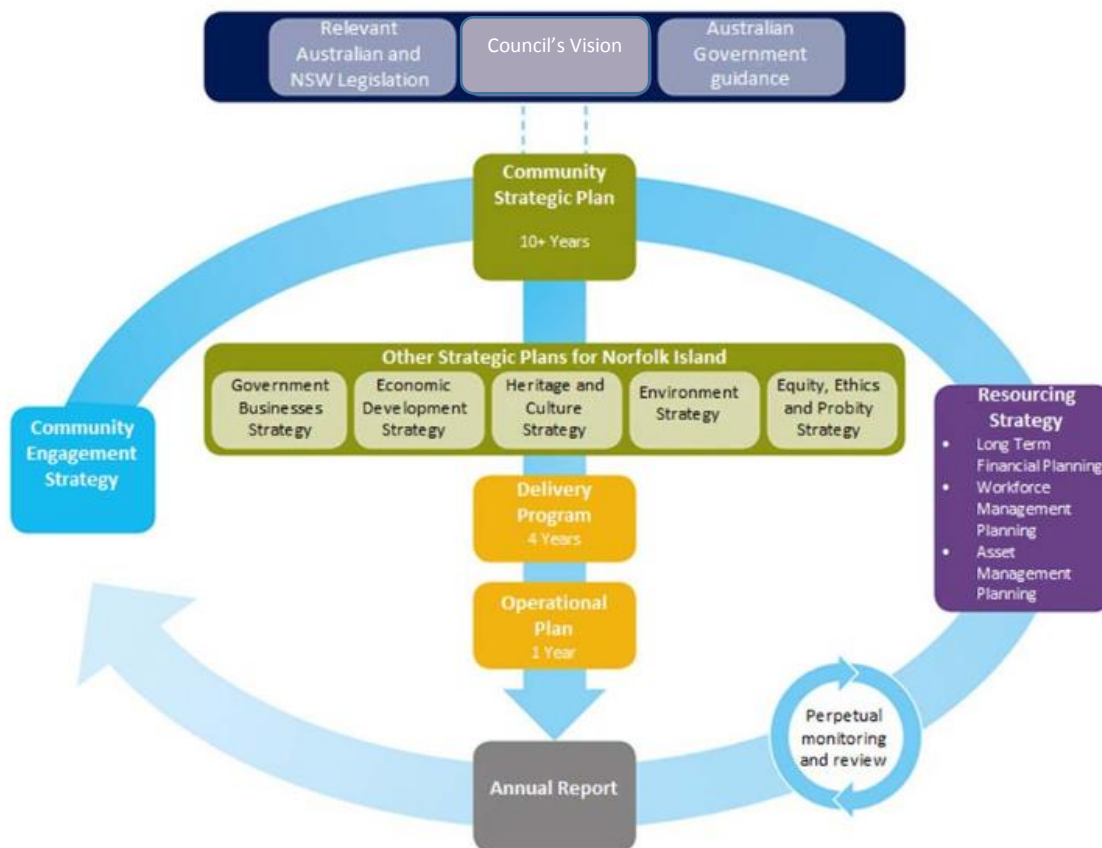 Relevant
Australian and
NSW Legislation
Council's Vision
Australian
Government
guidance
Community
Strategic Plan
10+ Years
Other Strategic Plans for Norfolk Island
Government
Businesses
Strategy
Economic
Development
Strategy
Heritage and
Culture
Strategy
Environment
Strategy
Equity, Ethics
and Probity
Strategy
Community
Engagement
Strategy
Resourcing
Strategy
• Long Term
Financial Planning
• Workforce
Management
Planning
• Asset
Management
Planning
Delivery
Program
4 Years
Operational
Plan
1 Year
Perpetual
monitoring
and review
Annual Report